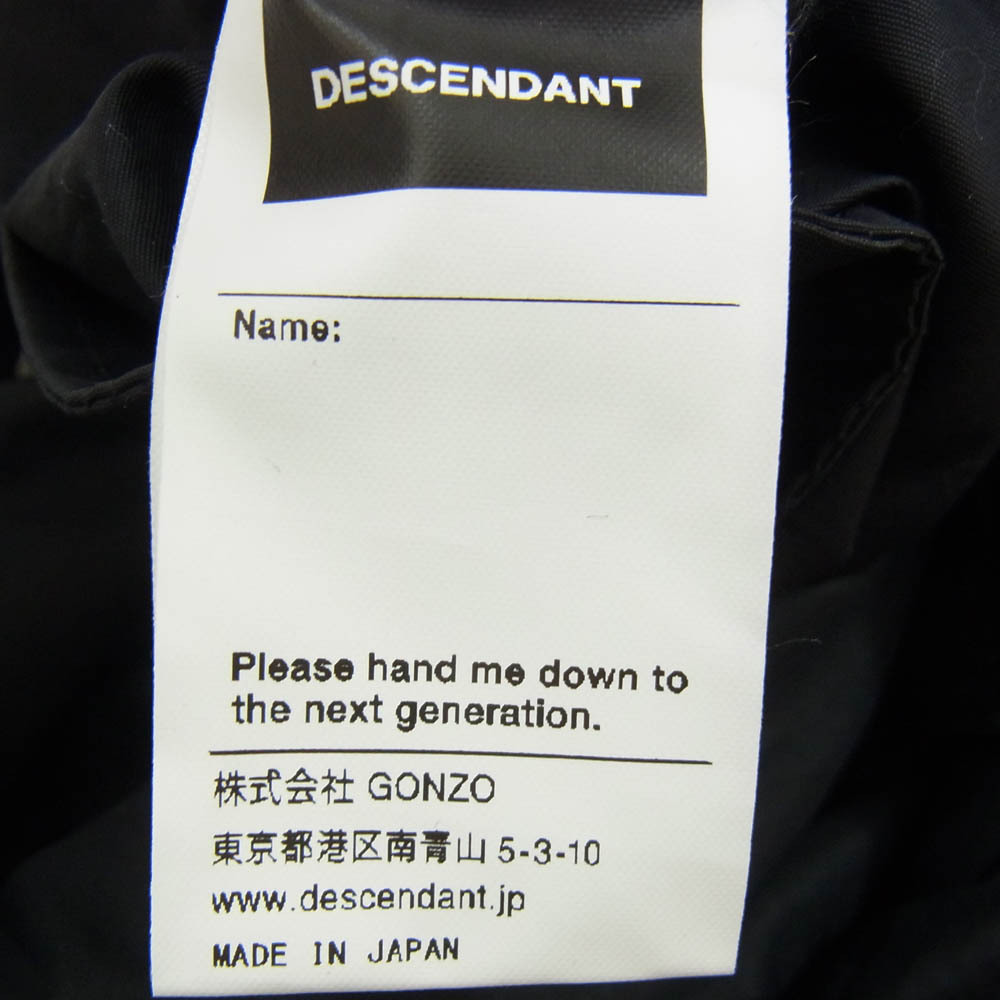 DESCENDANT
Name:
Please hand me down to
the next generation.
株式会社 GONZO
東京都港区南青山 5-3-10
www.descendant.jp
MADE IN JAPAN